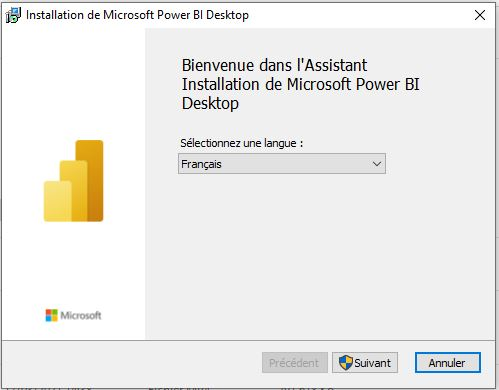 Installation de Microsoft Power BI Desktop
Bienvenue dans l'Assistant
Installation de Microsoft Power BI
Desktop
Sélectionnez une langue :
Français
Microsoft
Précédent
Suivant
Annuler